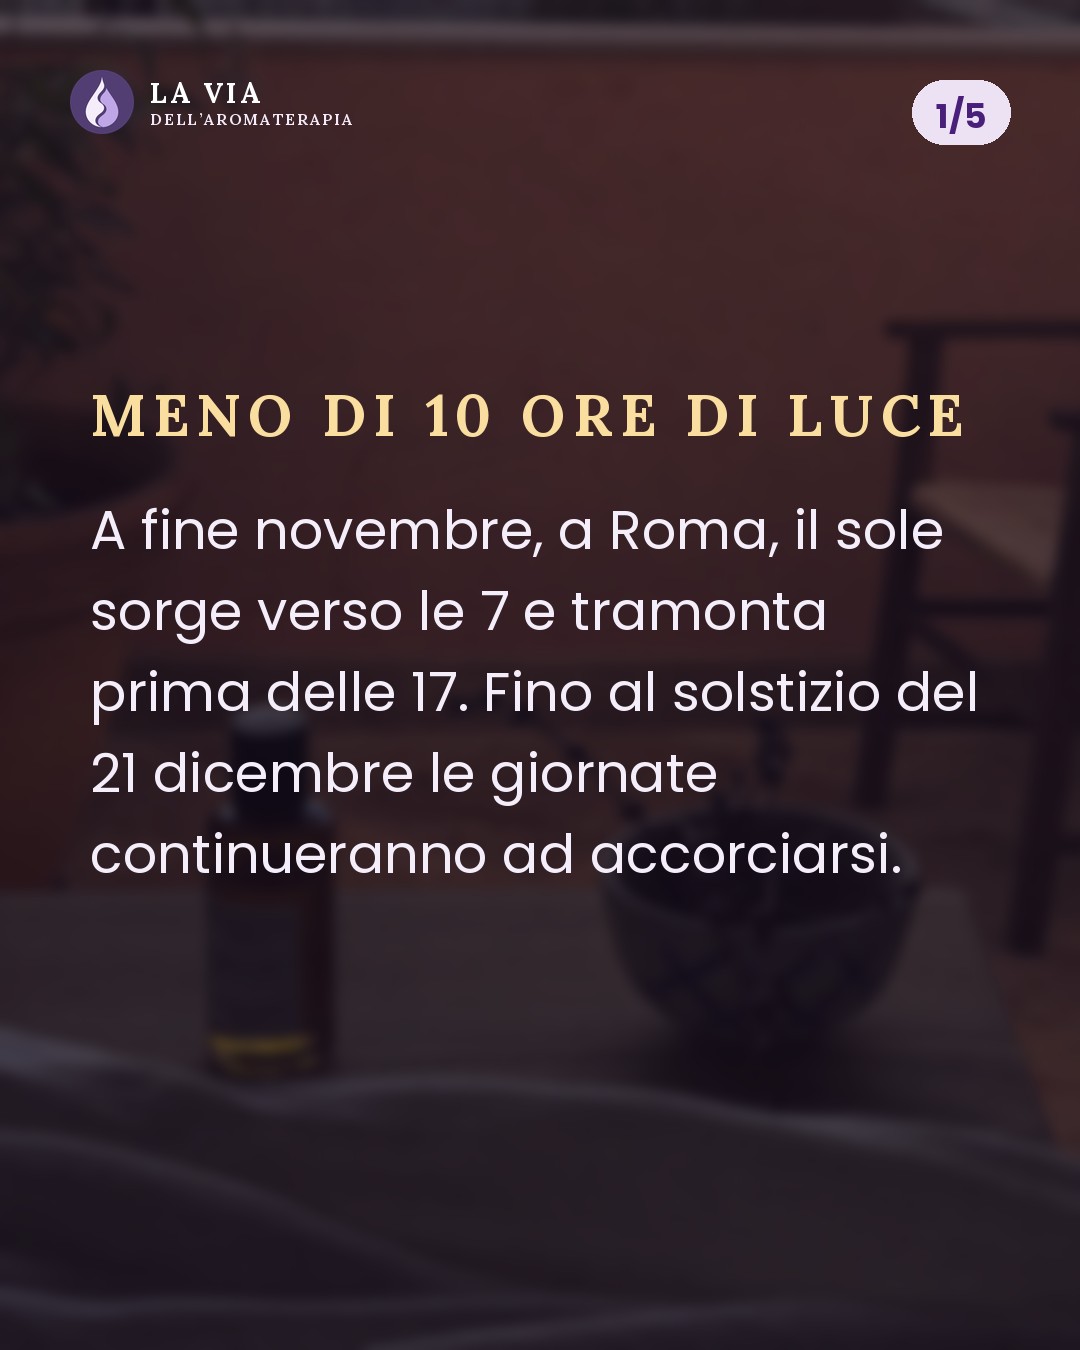 LA VIA
DELL'AROMATERAPIA
1/5
MENO DI 10 ORE DI LUCE
A fine novembre, a Roma, il sole
sorge verso le 7 e tramonta
prima delle 17. Fino al solstizio del
21 dicembre le giornate
continueranno ad accorciarsi.